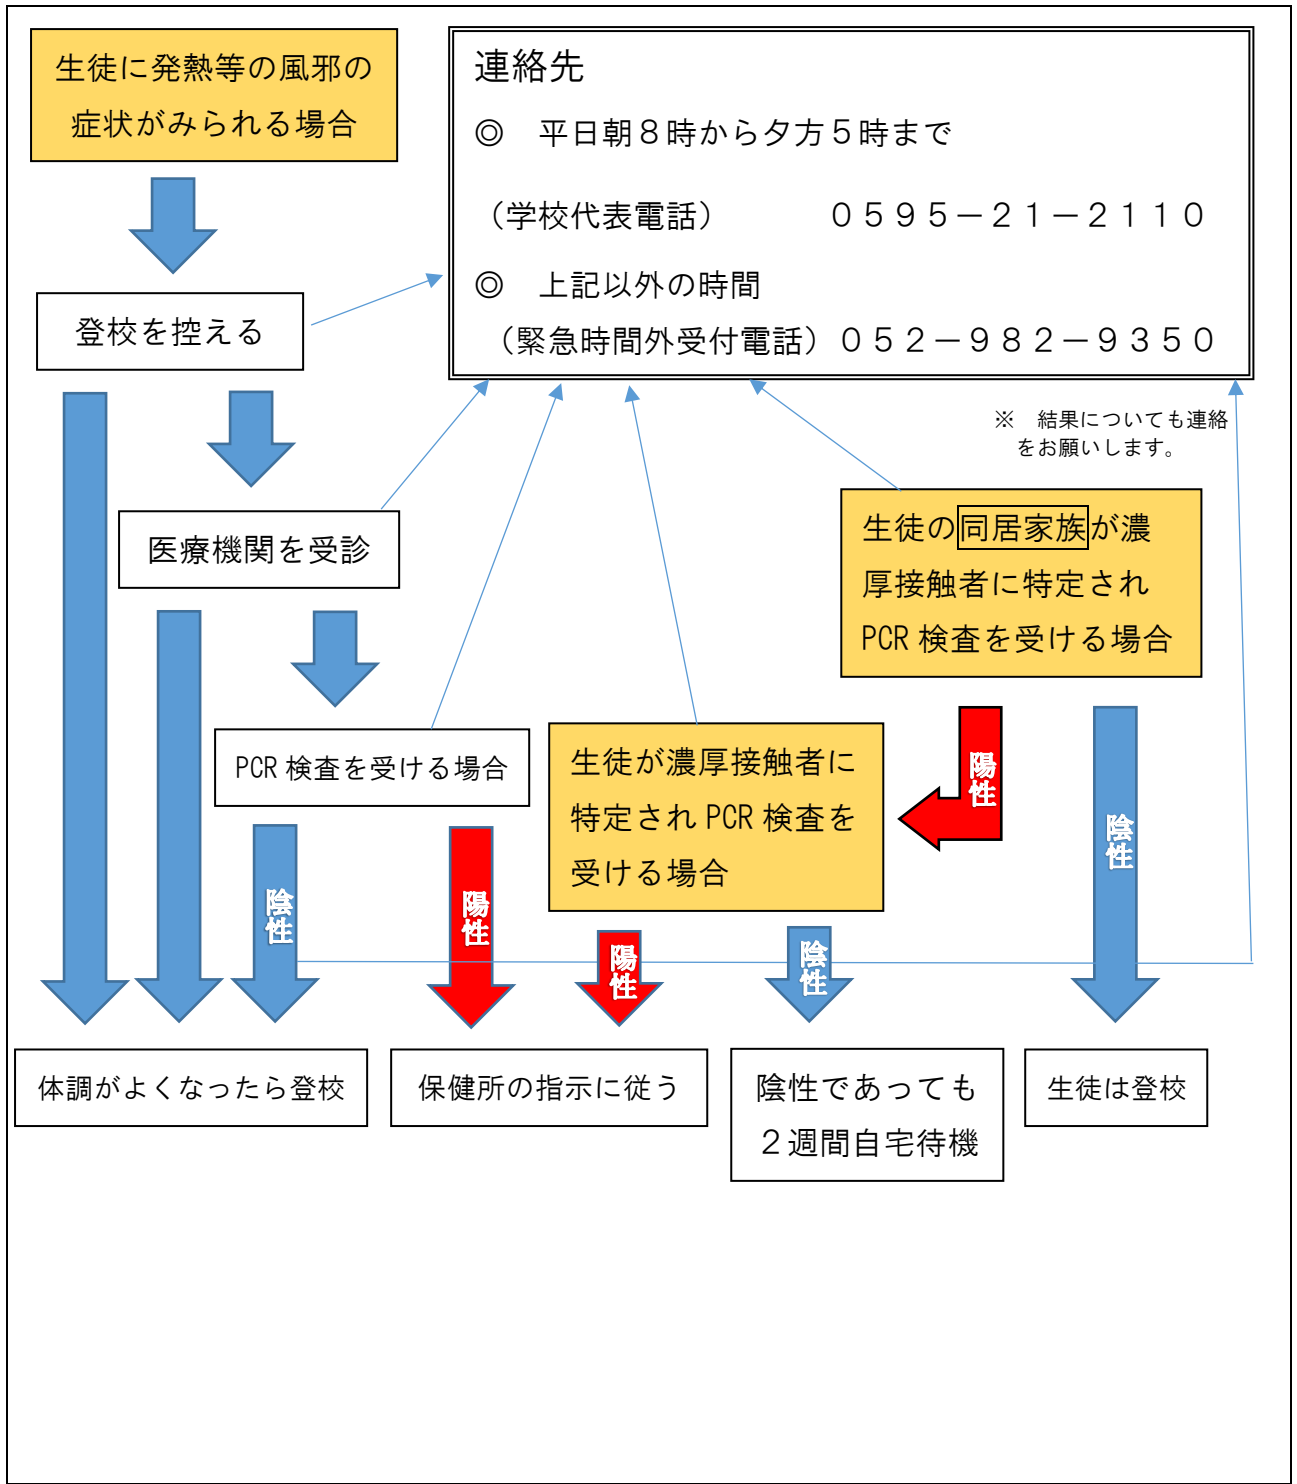 生徒に発熱等の風邪の
症状がみられる場合
連絡先
◎　平日朝８時から夕方５時まで
（学校代表電話）　　　０５９５－２１－２１１０
◎　上記以外の時間
（緊急時間外受付電話）０５２－９８２－９３５０
登校を控える
※　結果についても連絡
をお願いします。
医療機関を受診
生徒の同居家族が濃
厚接触者に特定され
PCR 検査を受ける場合
PCR 検査を受ける場合
生徒が濃厚接触者に
特定され PCR 検査を
受ける場合
陽性
陰性
陰性
陽性
陽性
陰性
体調がよくなったら登校
保健所の指示に従う
陰性であっても
２週間自宅待機
生徒は登校